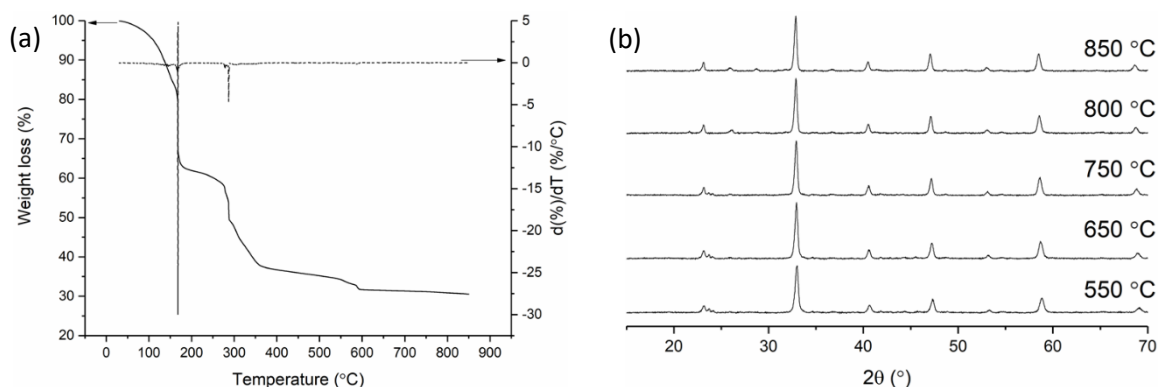 (a)
100
90
80
70
60
50
40
30
20
Weight loss (%)
5
0
-5
-10
-15
-20
-25
-30
d(%)/dT (%/°C)
0 100 200 300 400 500 600 700 800 900
Temperature (°C)
(b)
850 °C
800 °C
750 °C
650 °C
550 °C
20 30 40 50 60 70
2θ (°)